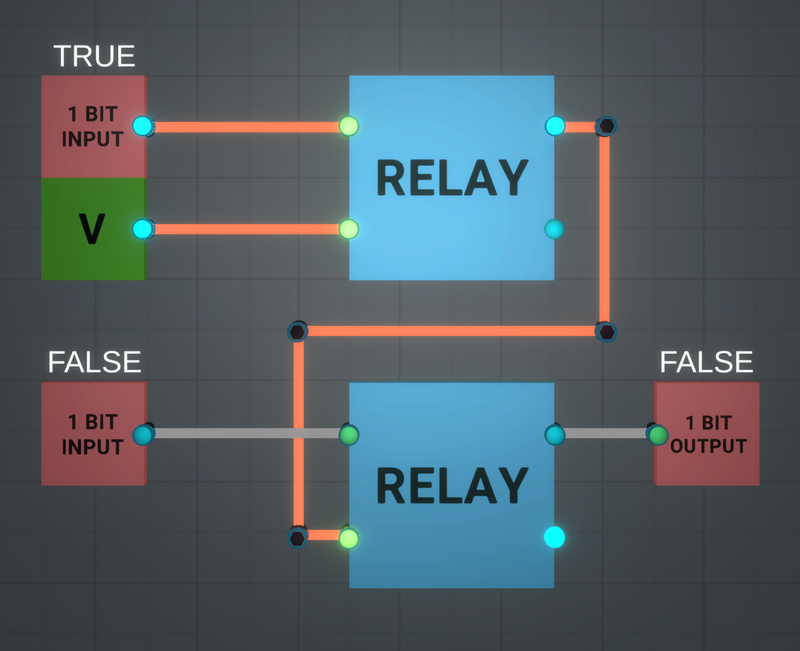 TRUE
1 BIT
INPUT
RELAY
V
FALSE
FALSE
1 BIT
INPUT
RELAY
1 BIT
OUTPUT